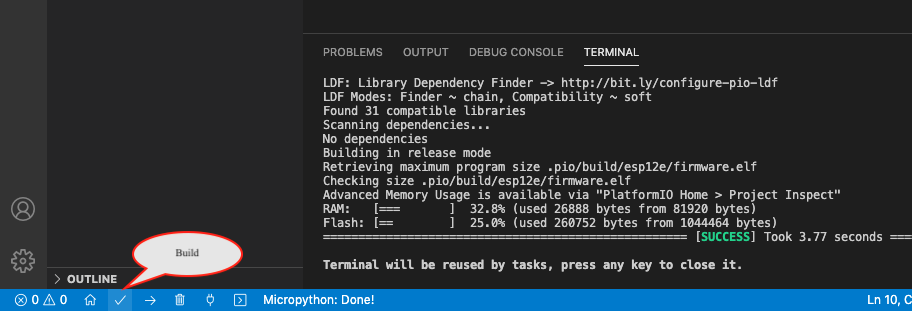 PROBLEMS OUTPUT DEBUG CONSOLE TERMINAL
LDF: Library Dependency Finder -> http://bit.ly/configure-pio-ldf
LDF Modes: Finder ~ chain, Compatibility ~ soft
Found 31 compatible libraries
Scanning dependencies...
No dependencies
Building in release mode
Retrieving maximum program size .pio/build/esp12e/firmware.elf
Checking size .pio/build/esp12e/firmware.elf
Advanced Memory Usage is available via "PlatformIO Home > Project Inspect"
RAM:   [===       ]  32.8% (used 26888 bytes from 81920 bytes)
Flash: [==        ]  25.0% (used 260752 bytes from 1044464 bytes)
==================================================== [SUCCESS] Took 3.77 seconds ====
Terminal will be reused by tasks, press any key to close it.
Build
OUTLINE
0 0 Micropython: Done! Ln 10, C